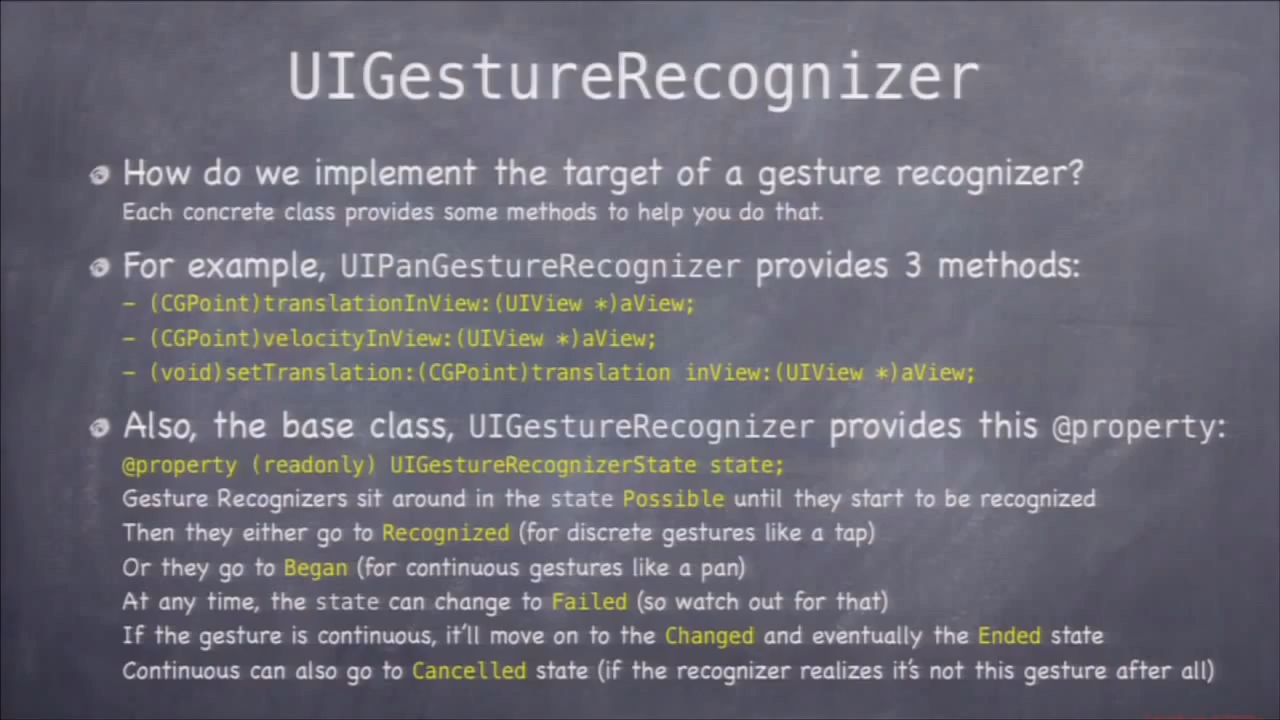 UIGestureRecognizer
How do we implement the target of a gesture recognizer?
Each concrete class provides some methods to help you do that.
For example, UIPanGestureRecognizer provides 3 methods:
- (CGPoint)translationInView:(UIView *)aView;
- (CGPoint)velocityInView:(UIView *)aView;
- (void)setTranslation:(CGPoint)translation inView:(UIView *)aView;
Also, the base class, UIGestureRecognizer provides this @property:
@property (readonly) UIGestureRecognizerState state;
Gesture Recognizers sit around in the state Possible until they start to be recognized
Then they either go to Recognized (for discrete gestures like a tap)
Or they go to Began (for continuous gestures like a pan)
At any time, the state can change to Failed (so watch out for that)
If the gesture is continuous, it'll move on to the Changed and eventually the Ended state
Continuous can also go to Cancelled state (if the recognizer realizes it's not this gesture after all)